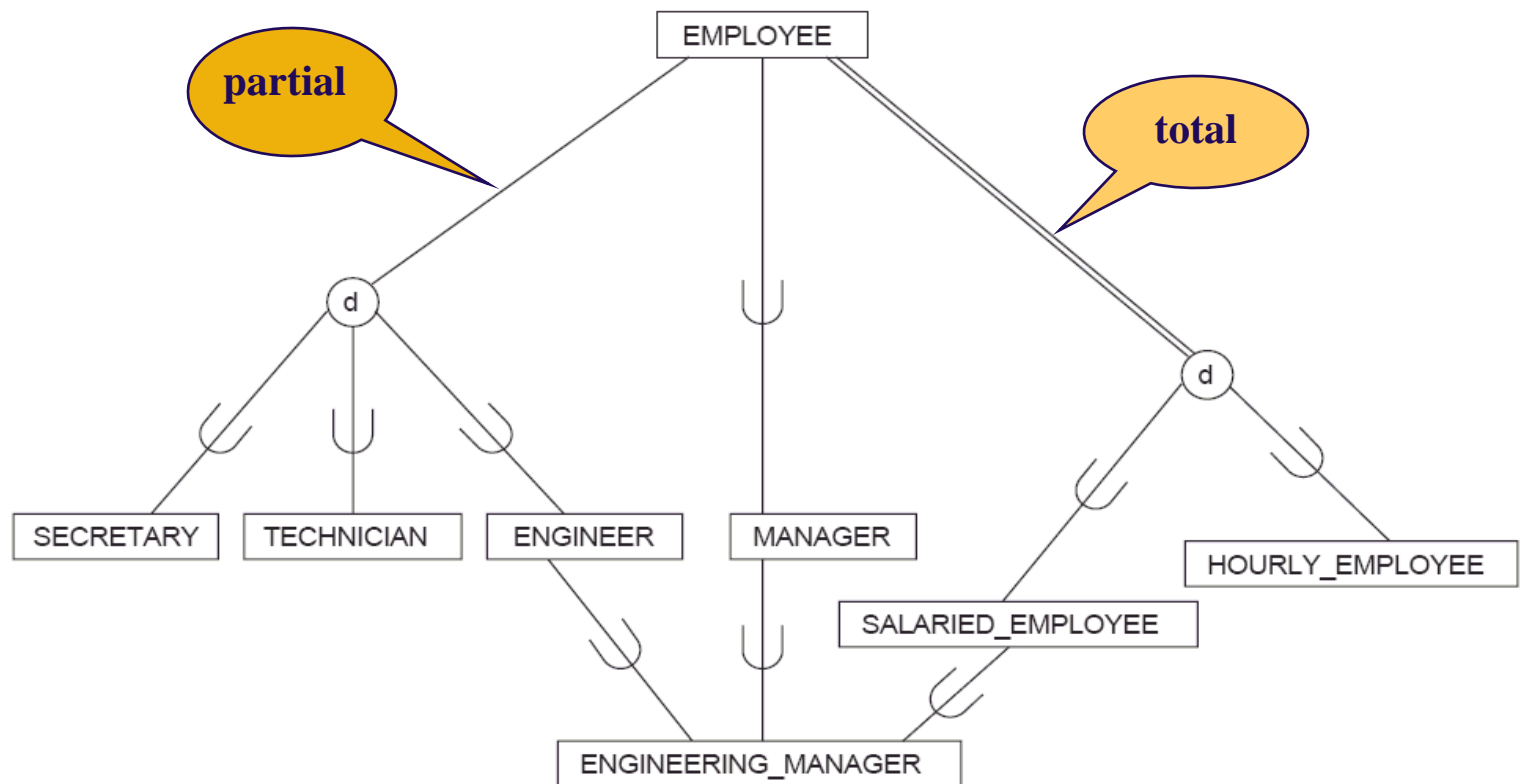 EMPLOYEE
partial
total
d
d
SECRETARY
TECHNICIAN
ENGINEER
MANAGER
HOURLY_EMPLOYEE
SALARIED_EMPLOYEE
ENGINEERING_MANAGER